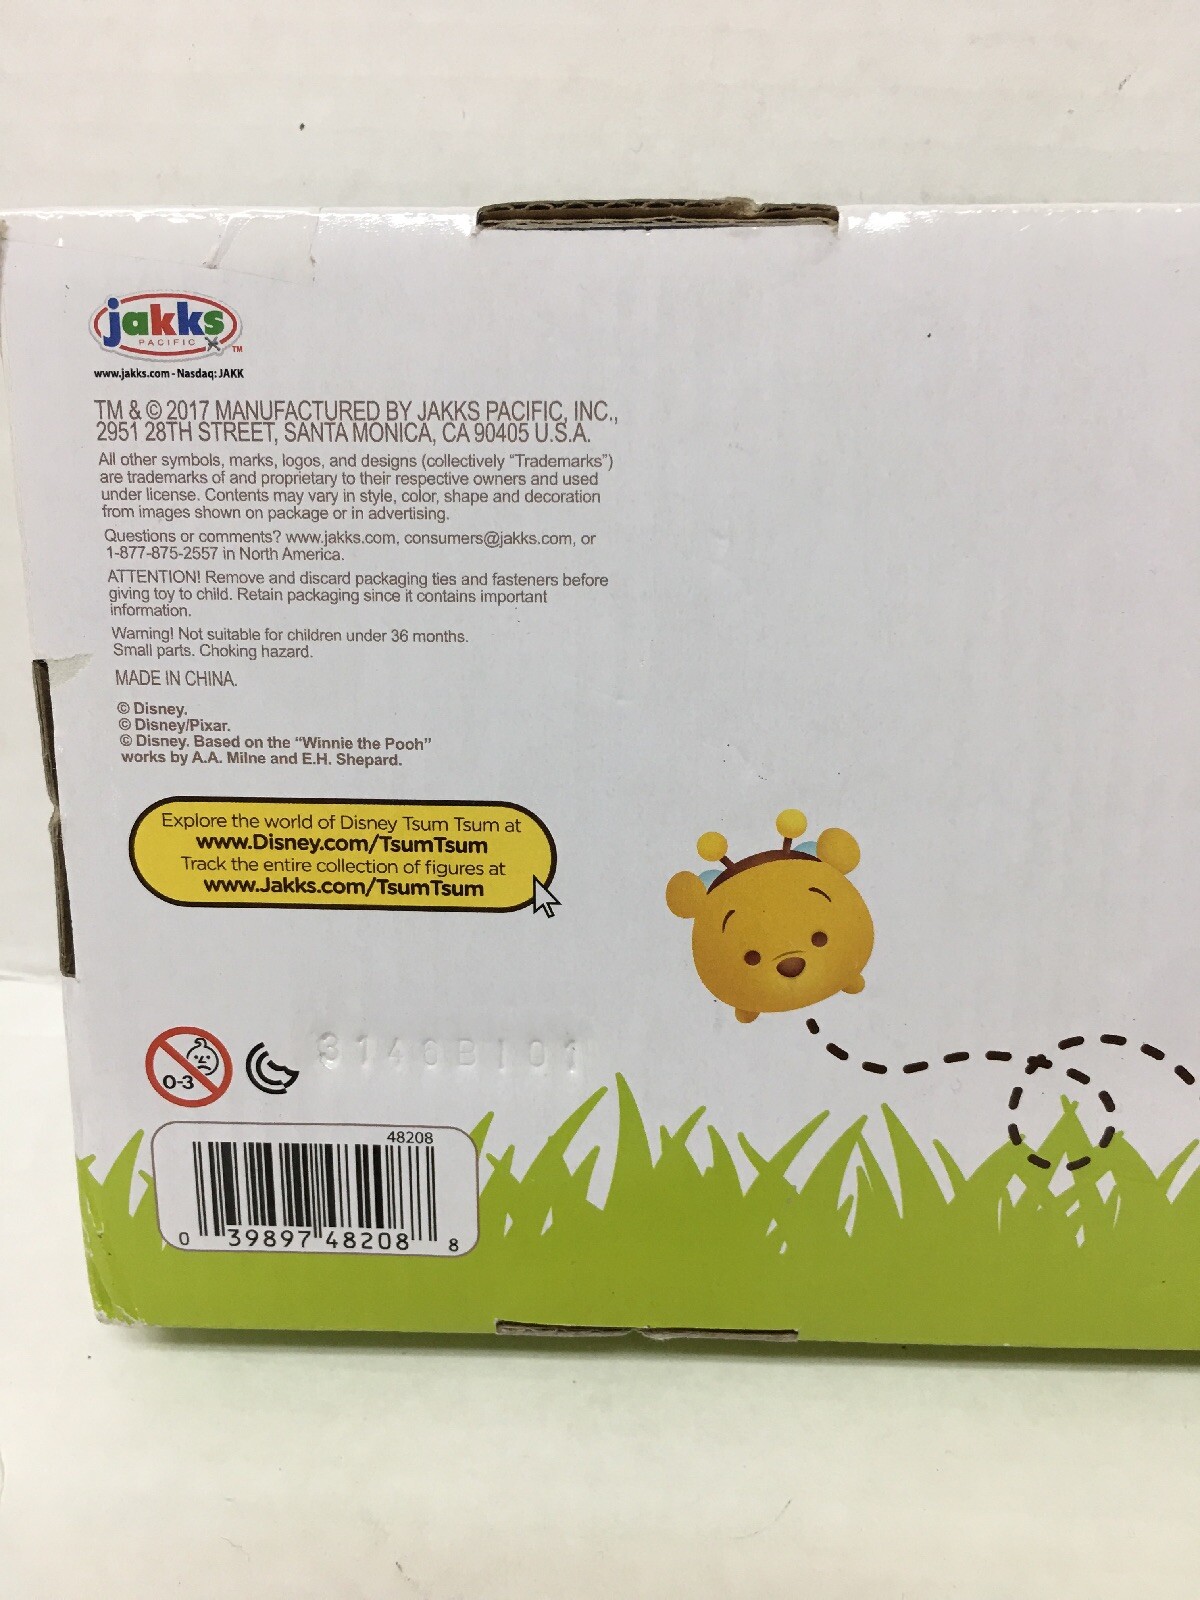 jakks
PACIFIC
TM
www.jakks.com - Nasdaq: JAKK
TM & © 2017 MANUFACTURED BY JAKKS PACIFIC, INC.,
2951 28TH STREET, SANTA MONICA, CA 90405 U.S.A.
All other symbols, marks, logos, and designs (collectively "Trademarks")
are trademarks of and proprietary to their respective owners and used
under license. Contents may vary in style, color, shape and decoration
from images shown on package or in advertising.
Questions or comments? www.jakks.com, consumers@jakks.com, or
1-877-875-2557 in North America.
ATTENTION! Remove and discard packaging ties and fasteners before
giving toy to child. Retain packaging since it contains important
information.
Warning! Not suitable for children under 36 months.
Small parts. Choking hazard.
MADE IN CHINA.
© Disney.
© Disney/Pixar.
© Disney. Based on the "Winnie the Pooh"
works by A.A. Milne and E.H. Shepard.
Explore the world of Disney Tsum Tsum at
www.Disney.com/TsumTsum
Track the entire collection of figures at
www.Jakks.com/TsumTsum
0-3
48208
0 39897 48208 8